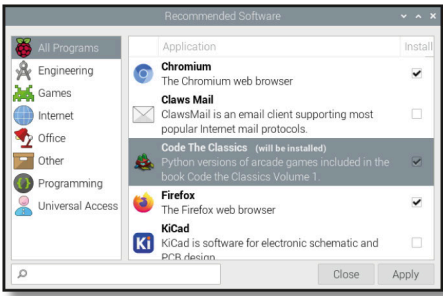 Recommended Software
All Programs
Engineering
Games
Internet
Office
Other
Programming
Universal Access
Application Install
Chromium
The Chromium web browser
Claws Mail
ClawsMail is an email client supporting most
popular Internet mail protocols.
Code The Classics (will be installed)
Python versions of arcade games included in the
book Code the Classics Volume 1.
Firefox
The Firefox web browser
Ki
KiCad
KiCad is software for electronic schematic and
PCB design
Close Apply